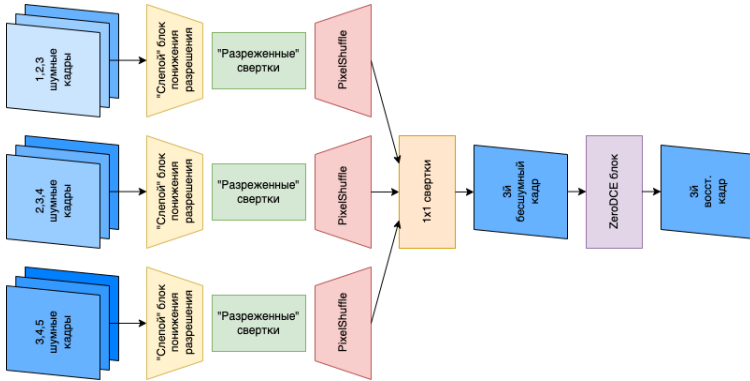 1,2,3
шумные
кадры
"Слепой" блок
понижения
разрешения
"Разреженные"
свертки
PixelShuffle
2,3,4
шумные
кадры
"Слепой" блок
понижения
разрешения
"Разреженные"
свертки
PixelShuffle
3,4,5
шумные
кадры
"Слепой" блок
понижения
разрешения
"Разреженные"
свертки
PixelShuffle
1x1 свертки
3й
бесшумный
кадр
ZeroDCE блок
3й
восст.
кадр